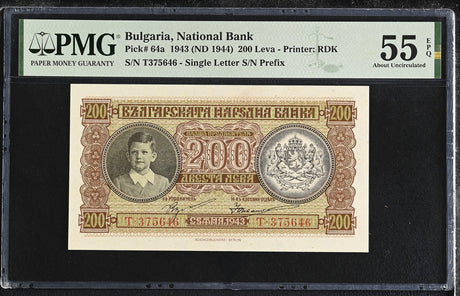 PMG
PAPER MONEY GUARANTY
Bulgaria, National Bank
Pick# 64a 1943 (ND 1944) 200 Leva - Printer: RDK
S/N T375646 - Single Letter S/N Prefix
55 EPQ
About Uncirculated
200 БЪЛГАРСКАТА НАРОДНА БАНКА 200
200
ДВЕСТА ЛЕВА
200 Т-375646 СОФИЯ 1943 Т-375646 200